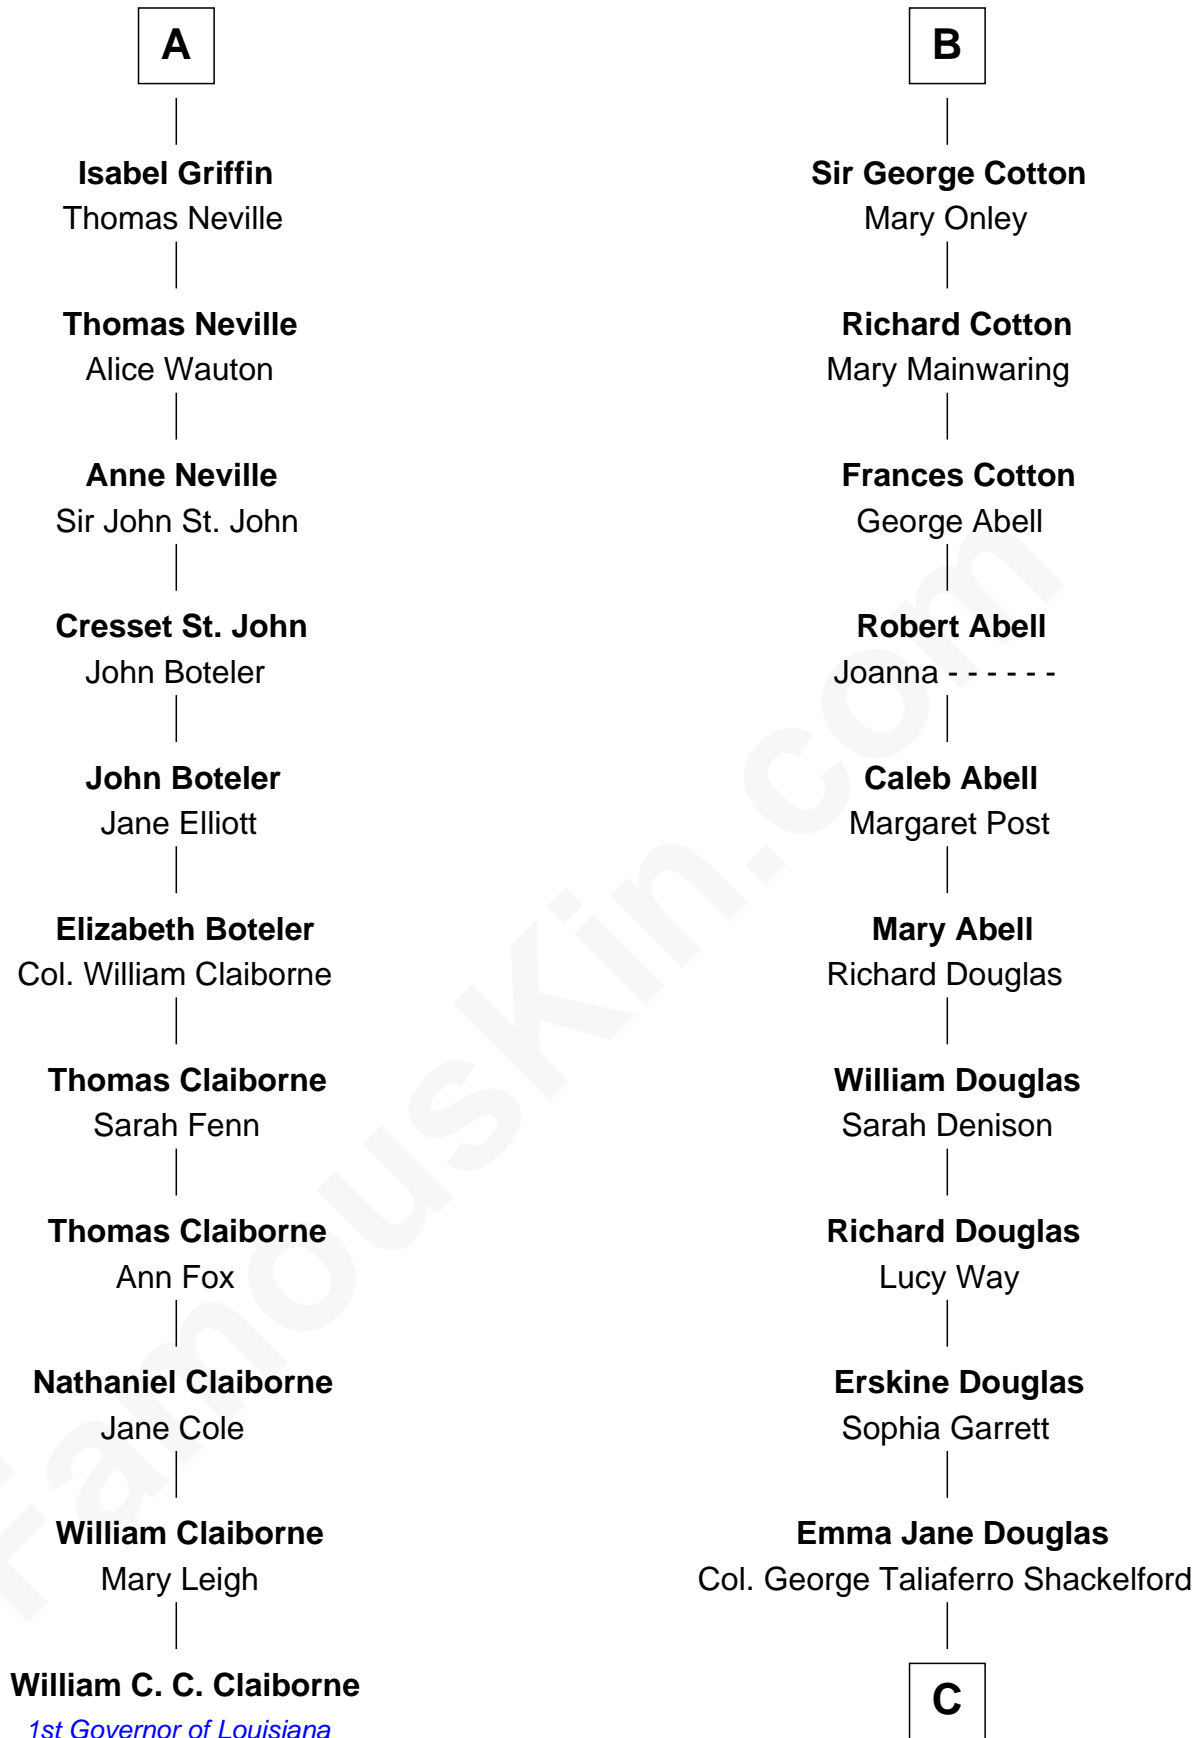 A
Isabel Griffin
Thomas Neville
Thomas Neville
Alice Wauton
Anne Neville
Sir John St. John
Cresset St. John
John Boteler
John Boteler
Jane Elliott
Elizabeth Boteler
Col. William Claiborne
Thomas Claiborne
Sarah Fenn
Thomas Claiborne
Ann Fox
Nathaniel Claiborne
Jane Cole
William Claiborne
Mary Leigh
William C. C. Claiborne
1st Governor of Louisiana
B
Sir George Cotton
Mary Onley
Richard Cotton
Mary Mainwaring
Frances Cotton
George Abell
Robert Abell
Joanna - - - - - -
Caleb Abell
Margaret Post
Mary Abell
Richard Douglas
William Douglas
Sarah Denison
Richard Douglas
Lucy Way
Erskine Douglas
Sophia Garrett
Emma Jane Douglas
Col. George Taliaferro Shackelford
C
FamousKin.com